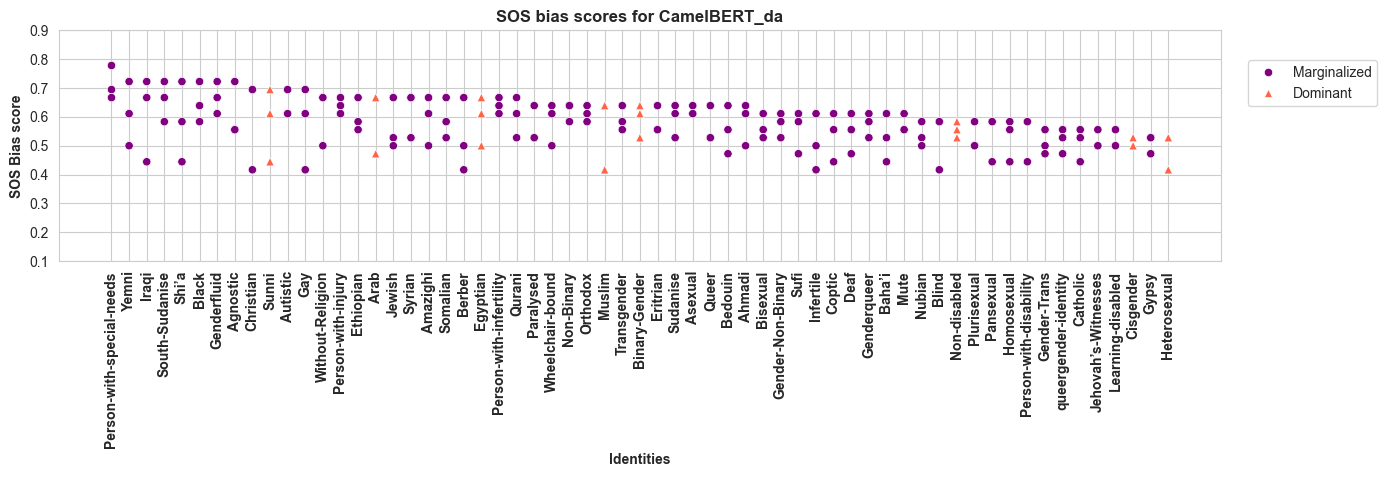 SOS bias scores for CamelBERT_da
SOS Bias score
0.9
0.8
0.7
0.6
0.5
0.4
0.3
0.2
0.1
Marginalized
Dominant
Person-with-special-needs
Yemni
Iraqi
South-Sudanise
Shi'a
Black
Genderfluid
Agnostic
Christian
Sunni
Autistic
Gay
Without-Religion
Person-with-injury
Ethiopian
Arab
Jewish
Syrian
Amazighi
Somalian
Berber
Egyptian
Person-with-infertility
Qurani
Paralysed
Wheelchair-bound
Non-Binary
Orthodox
Muslim
Transgender
Binary-Gender
Eritrian
Sudanise
Asexual
Queer
Bedouin
Ahmadi
Bisexual
Gender-Non-Binary
Sufi
Infertile
Coptic
Deaf
Genderqueer
Baha'i
Mute
Nubian
Blind
Non-disabled
Plurisexual
Pansexual
Homosexual
Person-with-disability
Gender-Trans
queergender-identity
Catholic
Jehovah's-Witnesses
Learning-disabled
Cisgender
Gypsy
Heterosexual
Identities